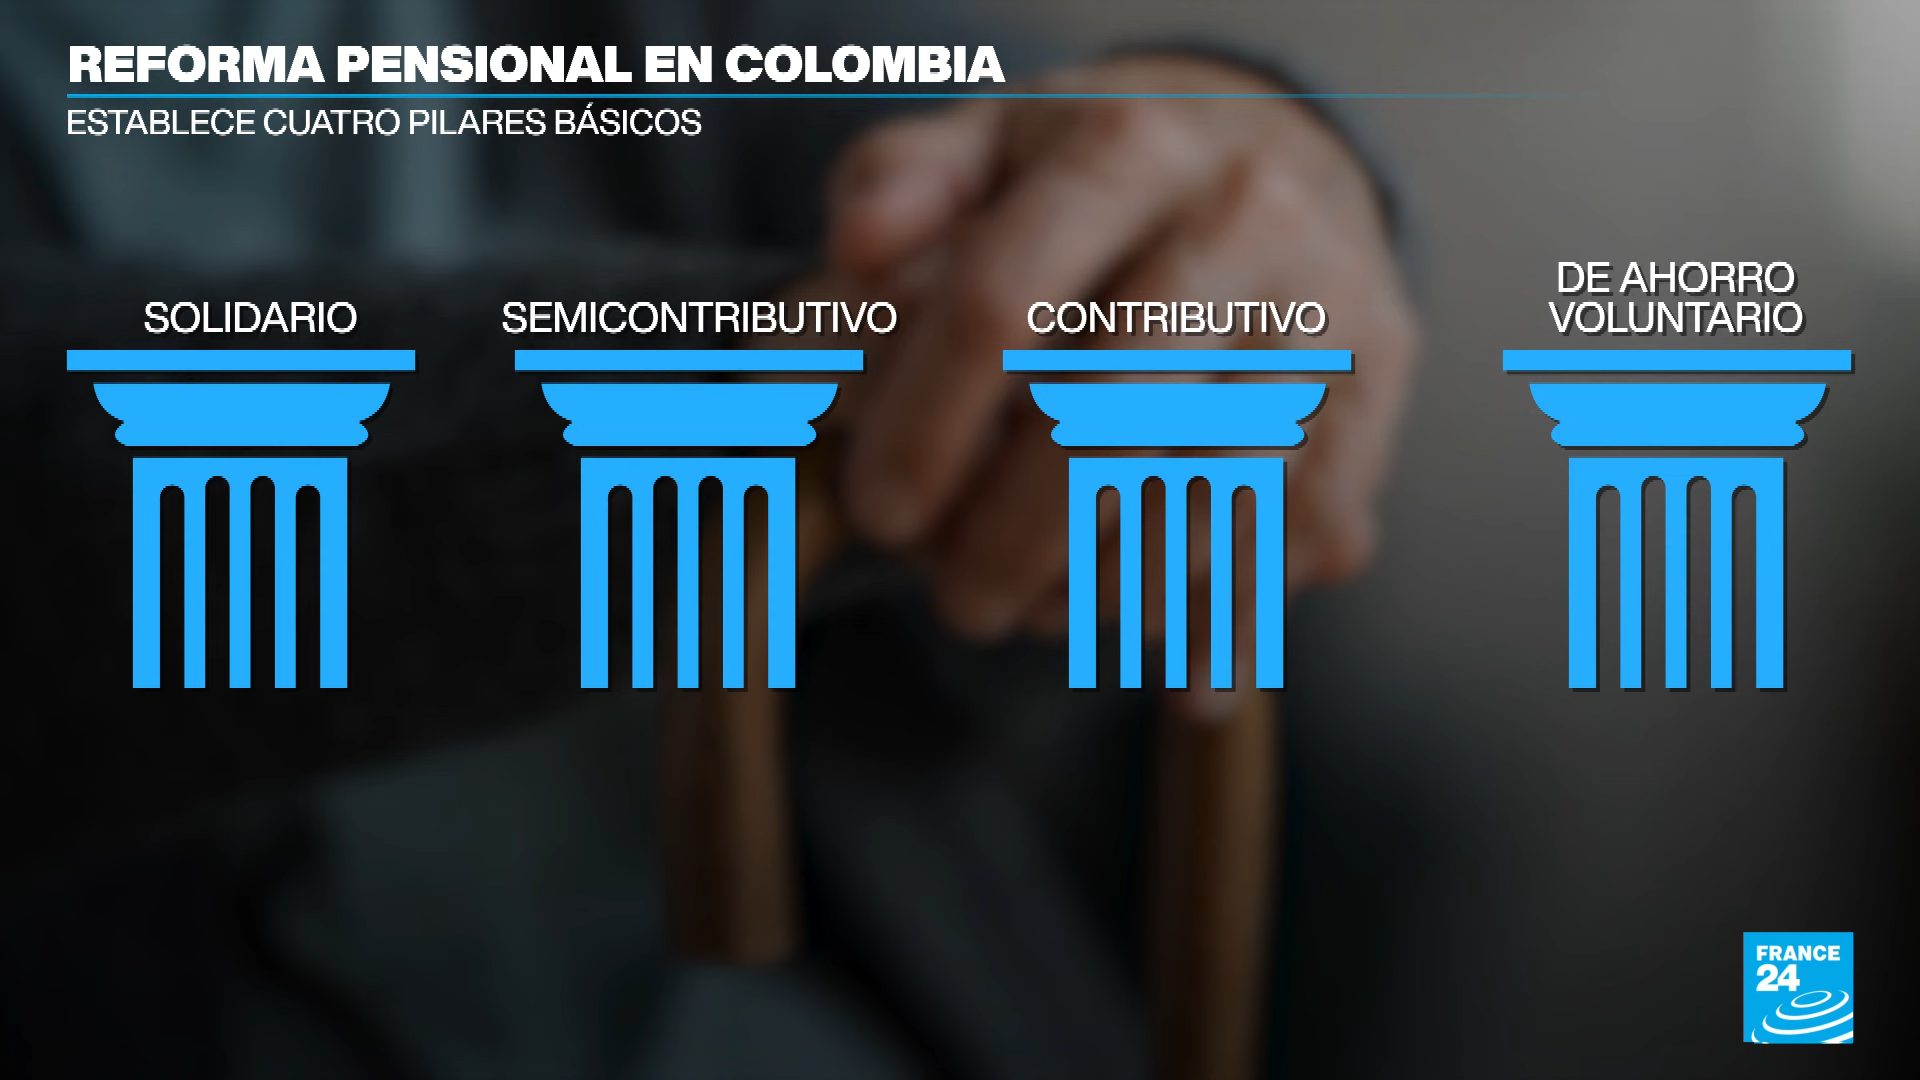 REFORMA PENSIONAL EN COLOMBIA
ESTABLECE CUATRO PILARES BÁSICOS
SOLIDARIO
SEMICONTRIBUTIVO
CONTRIBUTIVO
DE AHORRO
VOLUNTARIO
FRANCE
24